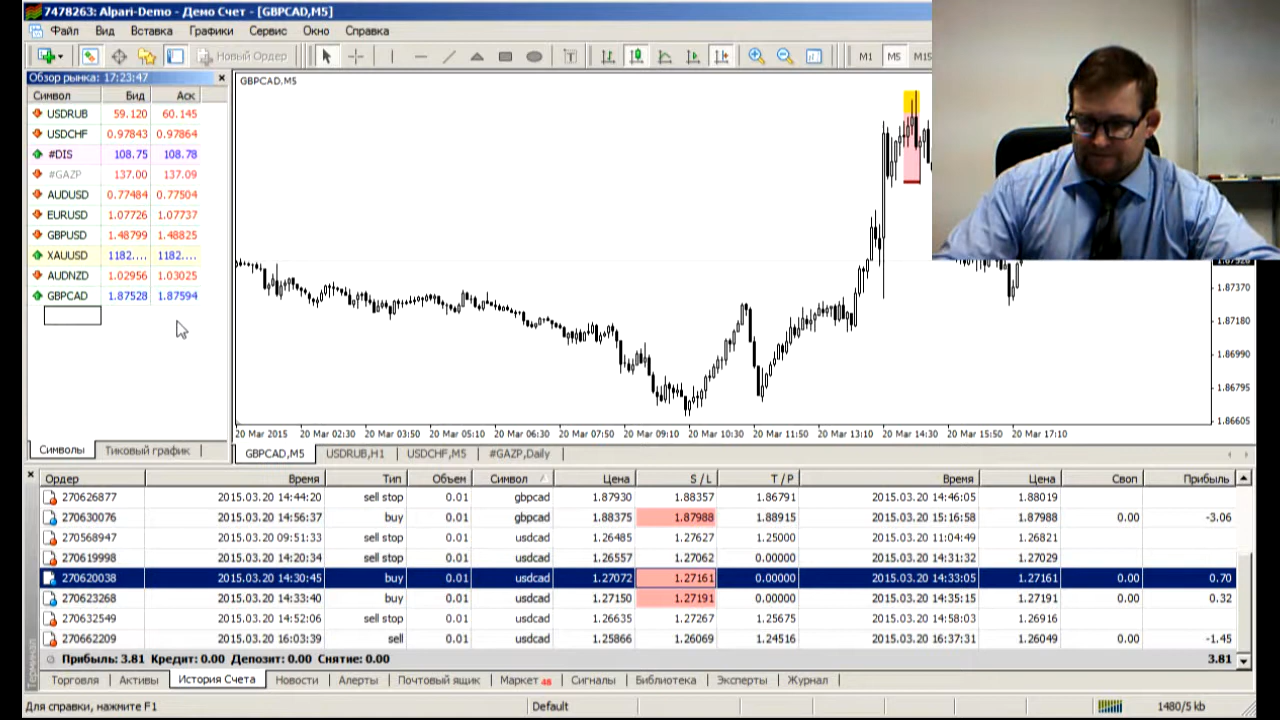 7478263: Alpari-Demo - Демо Счет - [GBPCAD,M5]
Файл Вид Вставка Графики Сервис Окно Справка
Новый Ордер M1 M5 M15
Обзор рынка: 17:23:47
Символ Бид Аск
USDRUB 59.120 60.145
USDCHF 0.97843 0.97864
#DIS 108.75 108.78
#GAZP 137.00 137.09
AUDUSD 0.77484 0.77504
EURUSD 1.07726 1.07737
GBPUSD 1.48799 1.48825
XAUUSD 1182.... 1182....
AUDNZD 1.02956 1.03025
GBPCAD 1.87528 1.87594
Символы Тиковый график
GBPCAD,M5
1.87370
1.87180
1.86990
1.86795
1.86605
20 Mar 2015 20 Mar 02:30 20 Mar 03:50 20 Mar 05:10 20 Mar 06:30 20 Mar 07:50 20 Mar 09:10 20 Mar 10:30 20 Mar 11:50 20 Mar 13:10 20 Mar 14:30 20 Mar 15:50 20 Mar 17:10
GBPCAD,M5 USDRUB,H1 USDCHF,M5 #GAZP,Daily
Ордер Время Тип Объем Символ Цена S / L T / P Время Цена Своп Прибыль
270626877 2015.03.20 14:44:20 sell stop 0.01 gbpcad 1.87930 1.88357 1.86791 2015.03.20 14:46:05 1.88019
270630076 2015.03.20 14:56:37 buy 0.01 gbpcad 1.88375 1.87988 1.88915 2015.03.20 15:16:58 1.87988 0.00 -3.06
270568947 2015.03.20 09:51:33 sell stop 0.01 usdcad 1.26485 1.27627 1.25000 2015.03.20 11:04:49 1.26821
270619998 2015.03.20 14:20:34 sell stop 0.01 usdcad 1.26557 1.27062 0.00000 2015.03.20 14:31:32 1.27029
270620038 2015.03.20 14:30:45 buy 0.01 usdcad 1.27072 1.27161 0.00000 2015.03.20 14:33:05 1.27161 0.00 0.70
270623268 2015.03.20 14:33:40 buy 0.01 usdcad 1.27150 1.27191 0.00000 2015.03.20 14:35:15 1.27191 0.00 0.32
270632549 2015.03.20 14:52:06 sell stop 0.01 usdcad 1.26635 1.27267 1.25675 2015.03.20 14:58:03 1.26916
270662209 2015.03.20 16:03:39 sell 0.01 usdcad 1.25866 1.26069 1.24516 2015.03.20 16:37:31 1.26049 0.00 -1.45
Прибыль: 3.81 Кредит: 0.00 Депозит: 0.00 Снятие: 0.00 3.81
Терминал
Торговля Активы История Счета Новости Алерты Почтовый ящик Маркет 48 Сигналы Библиотека Эксперты Журнал
Для справки, нажмите F1 Default 1480/5 kb